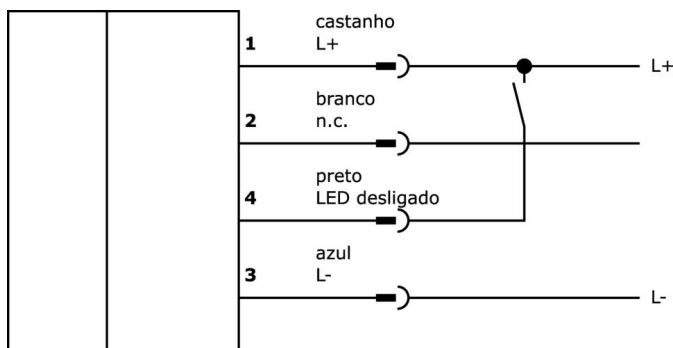 castanho
1 L+
L+
branco
2 n.c.
preto
4 LED desligado
azul
3 L-
L-